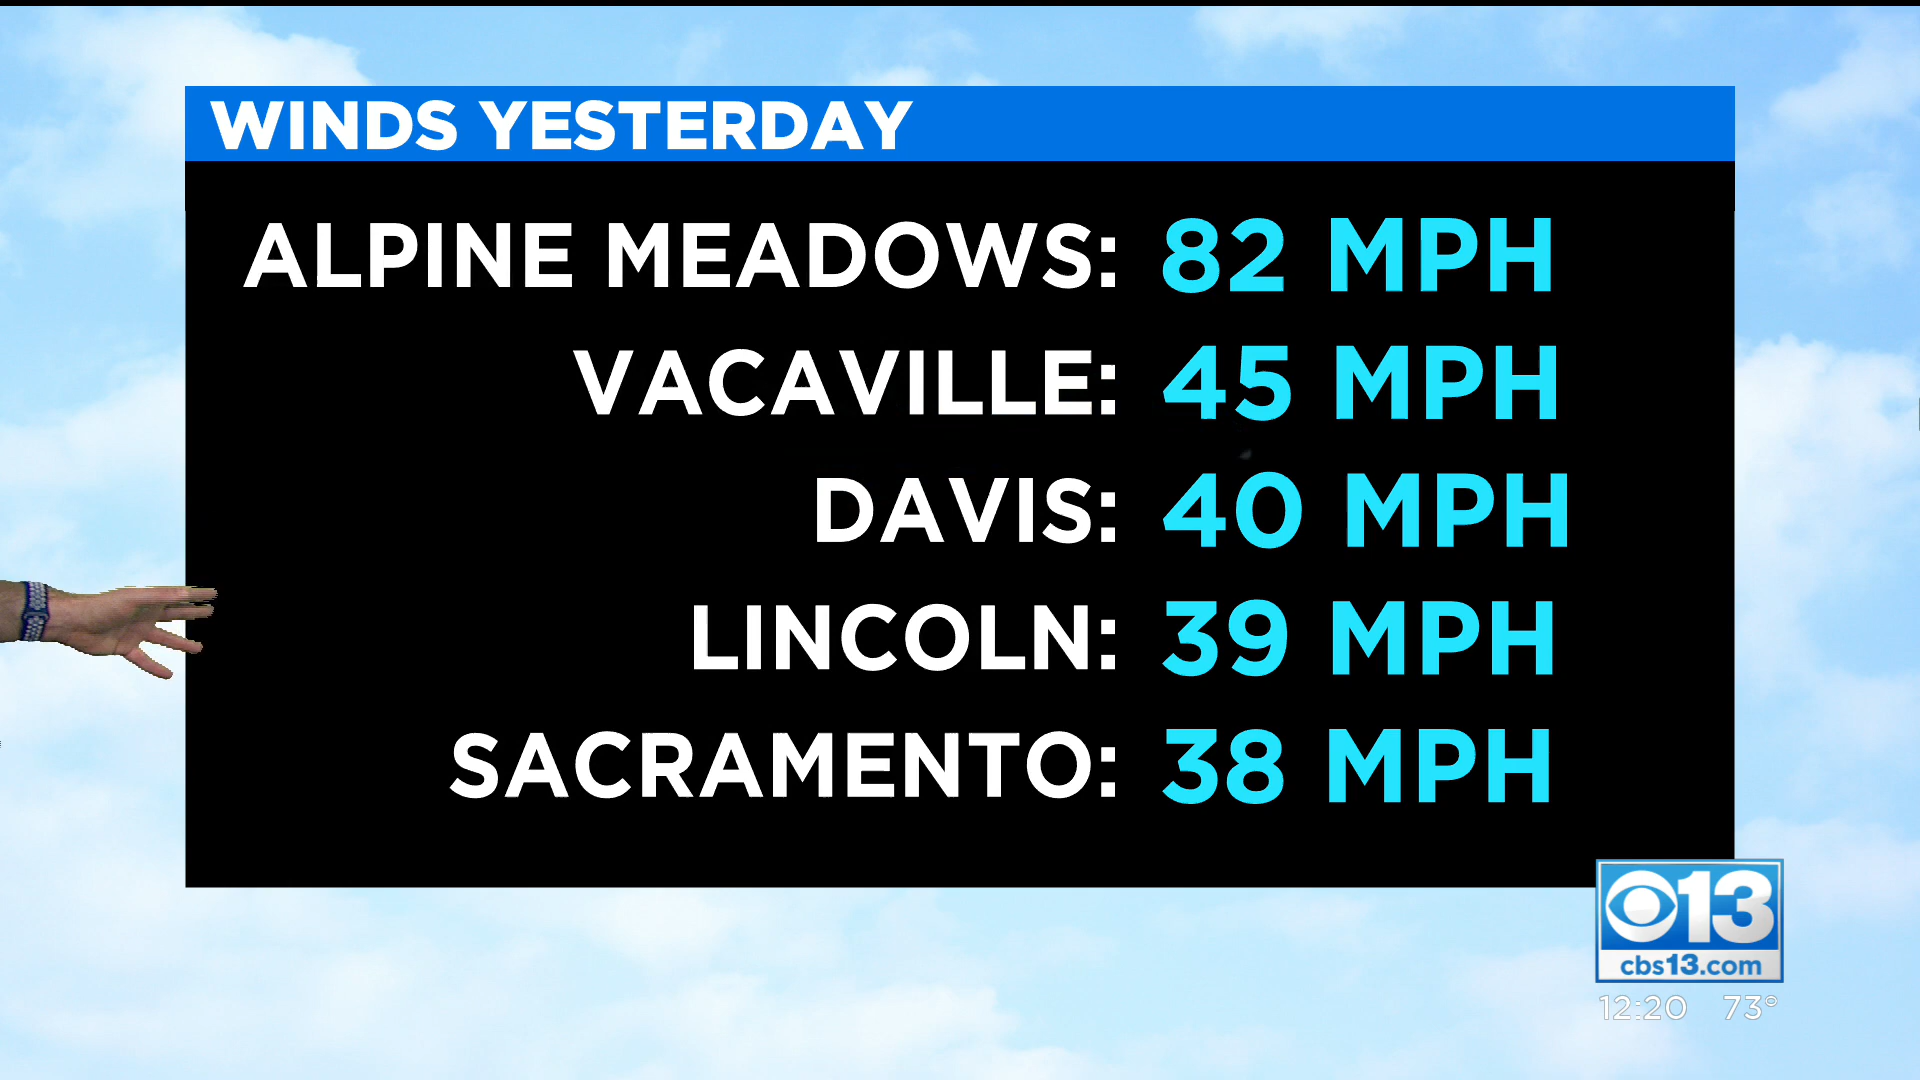 WINDS YESTERDAY
ALPINE MEADOWS: 82 MPH
VACAVILLE: 45 MPH
DAVIS: 40 MPH
LINCOLN: 39 MPH
SACRAMENTO: 38 MPH
13
cbs13.com
12:20 73°